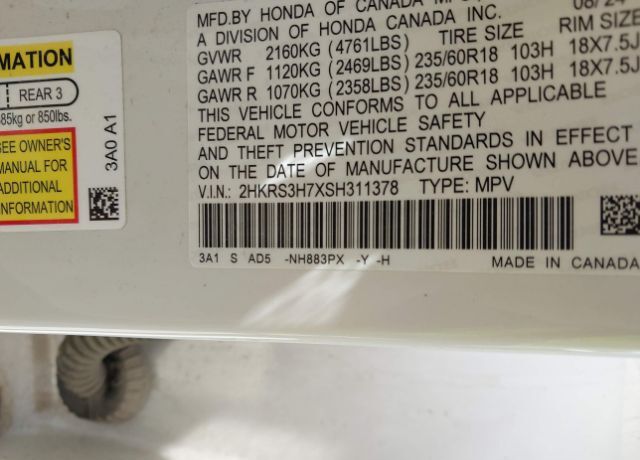 MATION
REAR 3
385kg or 850lbs.
SEE OWNER'S
MANUAL FOR
ADDITIONAL
INFORMATION
3A0 A1
MFD.BY HONDA OF CANADA 08/24
A DIVISION OF HONDA CANADA INC.
TIRE SIZE RIM SIZE
GVWR 2160KG (4761LBS)
GAWR F 1120KG (2469LBS) 235/60R18 103H 18X7.5J
GAWR R 1070KG (2358LBS) 235/60R18 103H 18X7.5J
THIS VEHICLE CONFORMS TO ALL APPLICABLE
FEDERAL MOTOR VEHICLE SAFETY
AND THEFT PREVENTION STANDARDS IN EFFECT
ON THE DATE OF MANUFACTURE SHOWN ABOVE
V.I.N.: 2HKRS3H7XSH311378 TYPE: MPV
3A1 S AD5 -NH883PX -Y -H
MADE IN CANADA